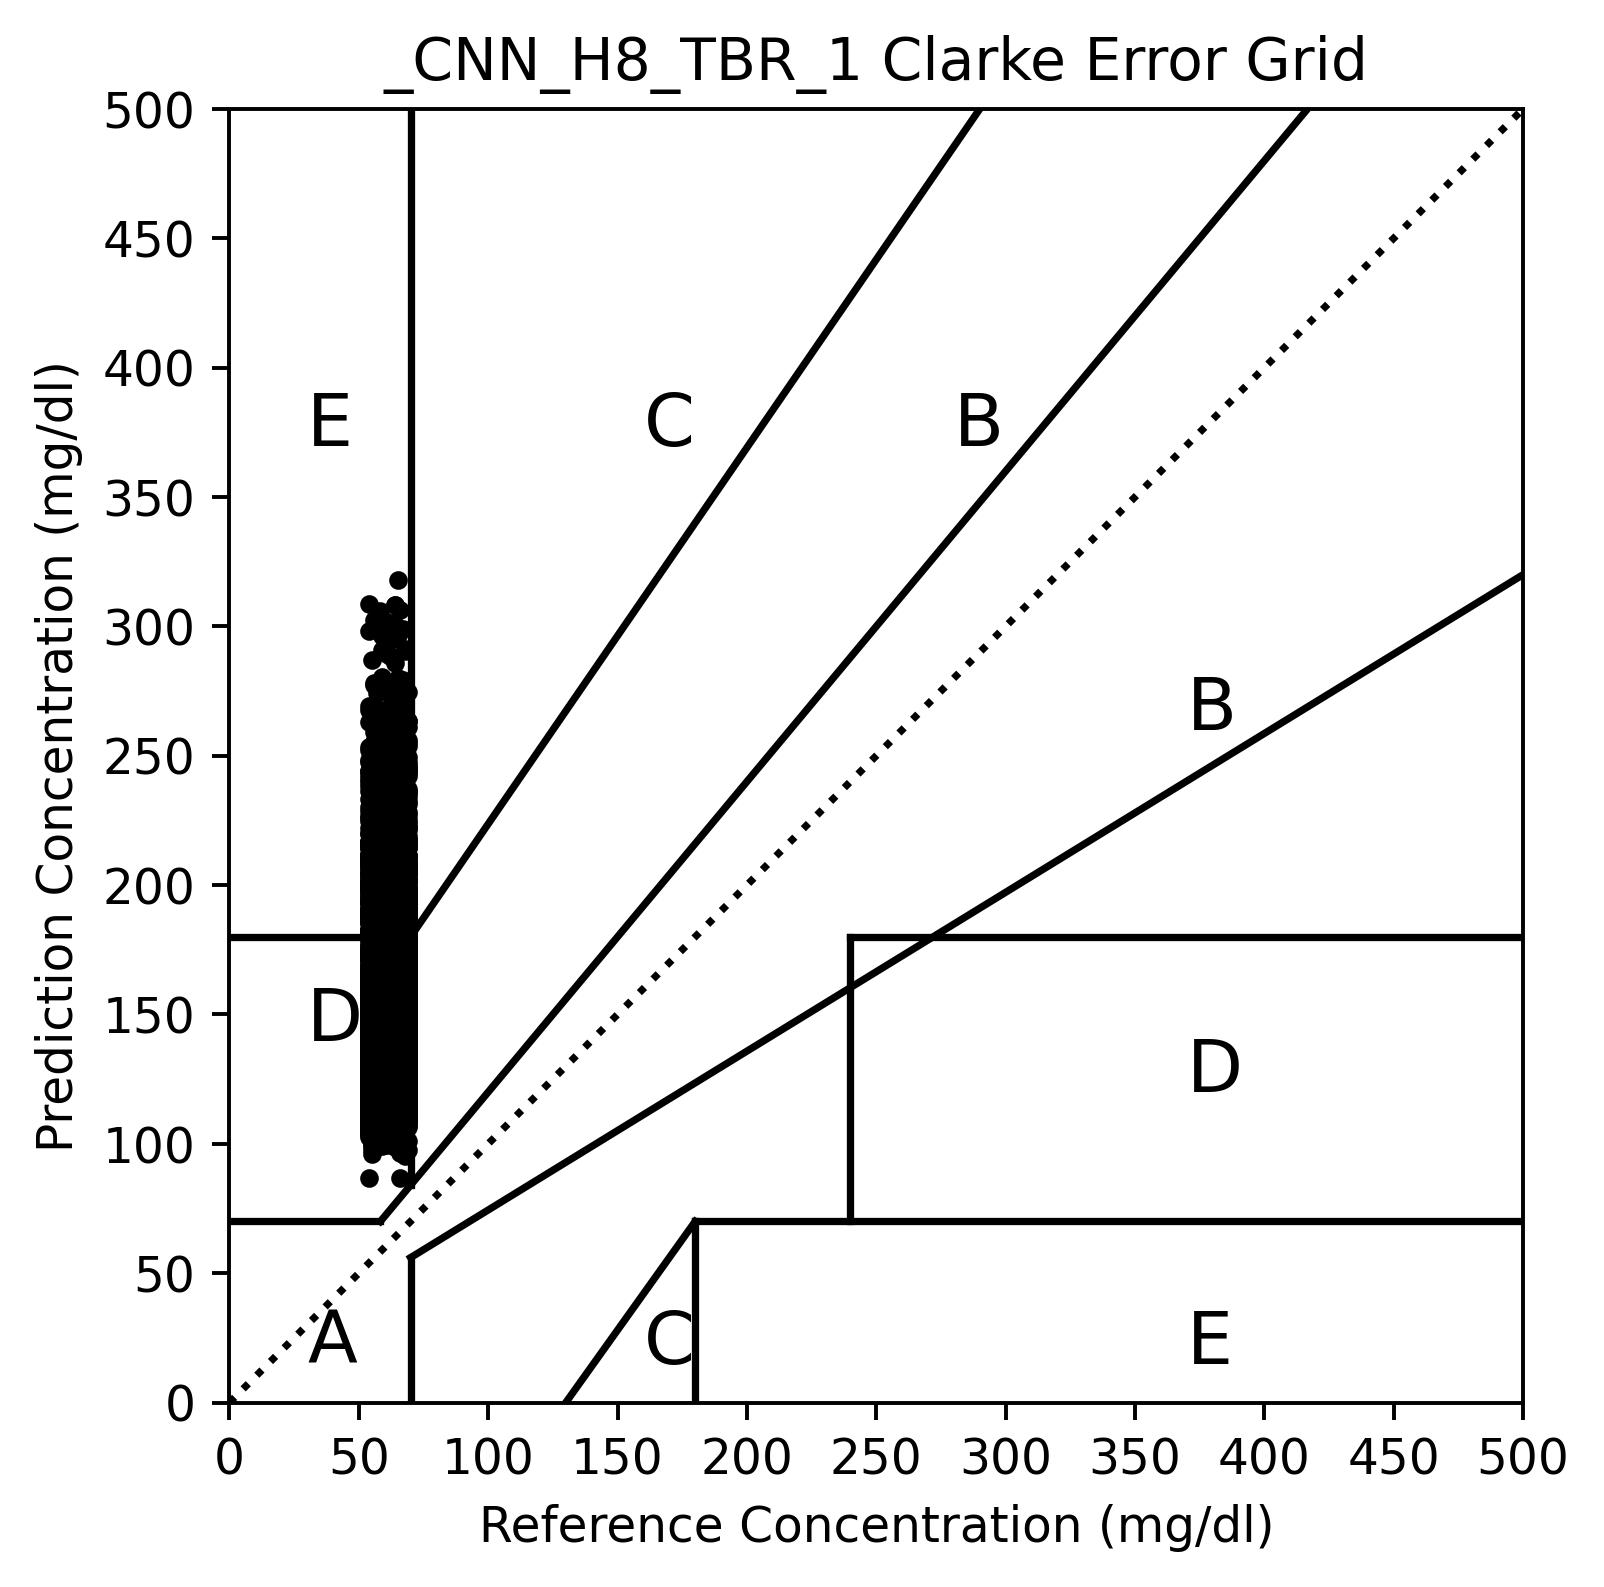 _CNN_H8_TBR_1 Clarke Error Grid
500
450
400
350
300
250
200
150
100
50
0
Prediction Concentration (mg/dl)
E
C
B
B
D
D
A
C
E
0 50 100 150 200 250 300 350 400 450 500
Reference Concentration (mg/dl)